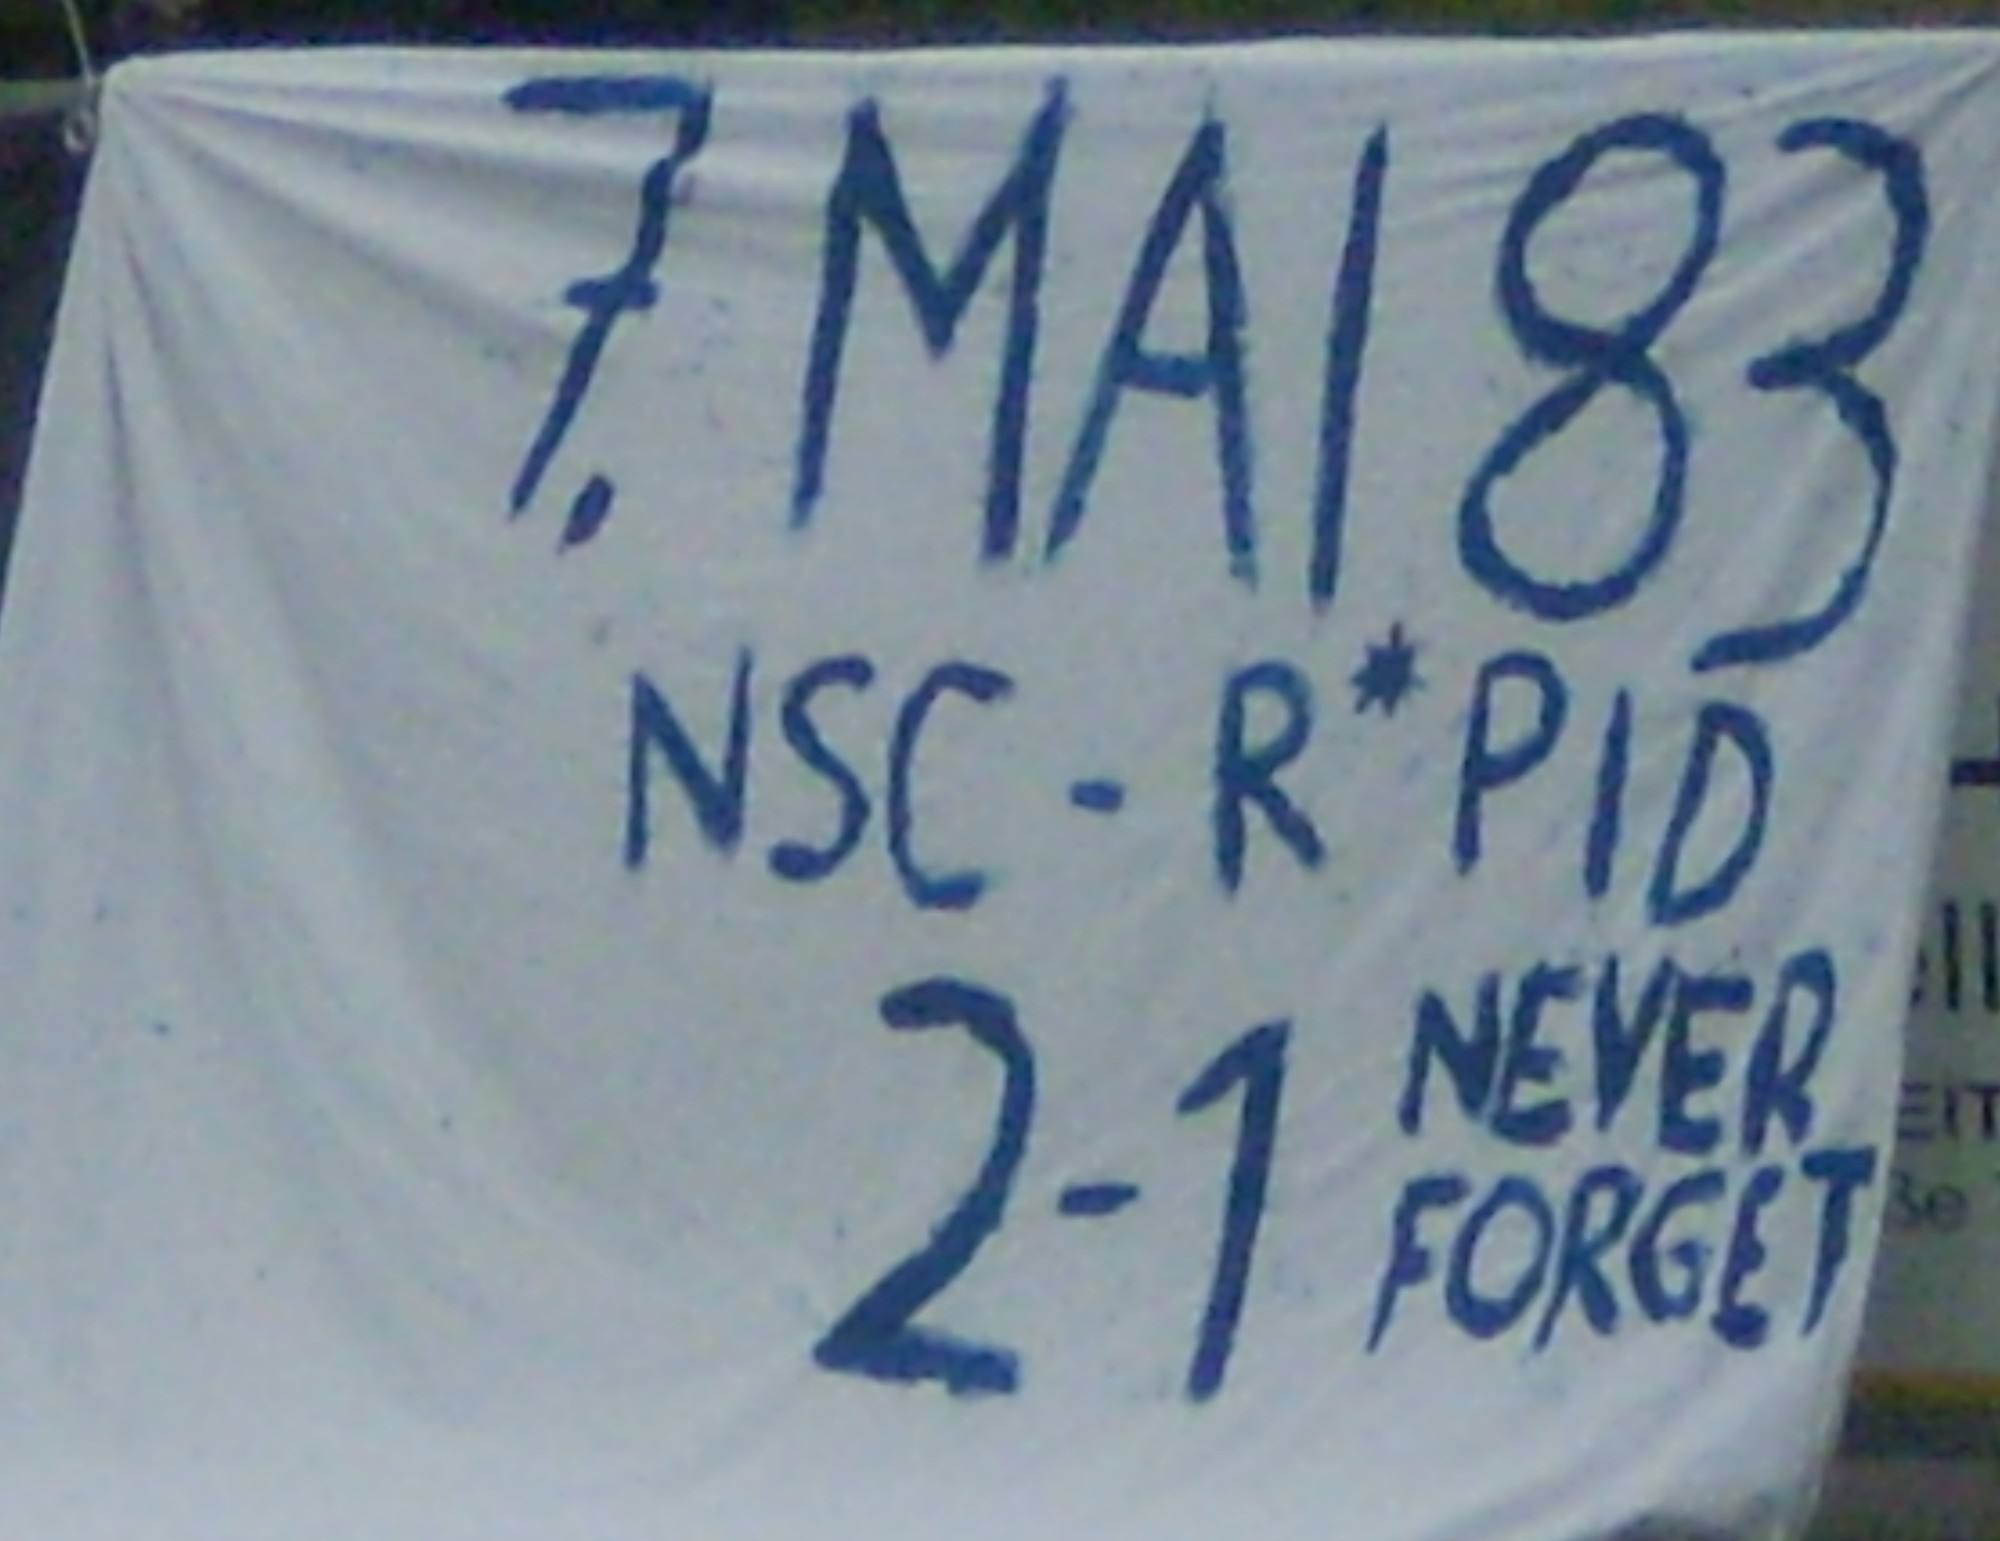 7. MAI 83
NSC - R*PID
2-1 NEVER
FORGET